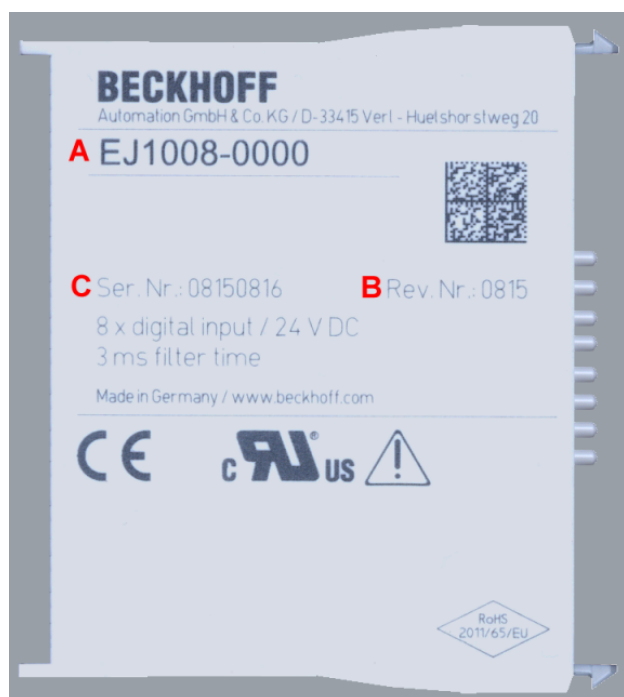 BECKHOFF
Automation GmbH & Co. KG / D-33415 Verl - Huelshorstweg 20
A EJ1008-0000
C Ser. Nr.: 08150816 B Rev. Nr.: 0815
8 x digital input / 24 V DC
3 ms filter time
Made in Germany / www.beckhoff.com
CE c RU® US
RoHS
2011/65/EU